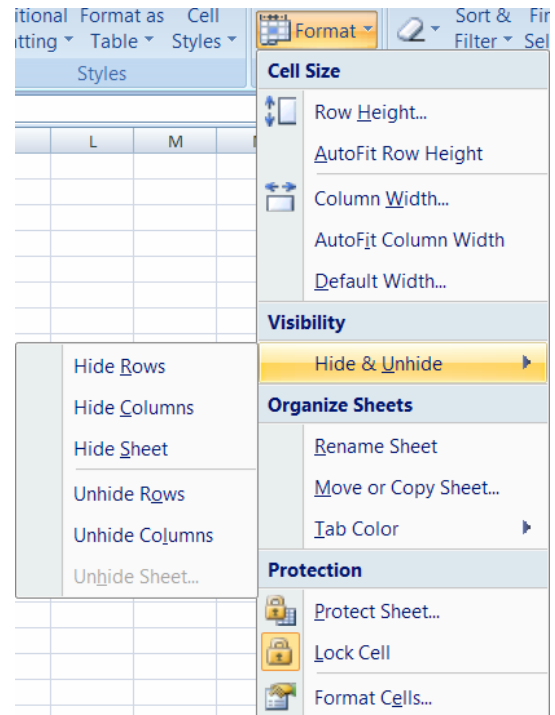 itional Format as Cell
tting Table Styles
Styles
Format
Sort & Fir
Filter Sel
L M
Cell Size
Row Height...
AutoFit Row Height
Column Width...
AutoFit Column Width
Default Width...
Visibility
Hide & Unhide
Hide Rows
Hide Columns
Hide Sheet
Unhide Rows
Unhide Columns
Unhide Sheet...
Organize Sheets
Rename Sheet
Move or Copy Sheet...
Tab Color
Protection
Protect Sheet...
Lock Cell
Format Cells...